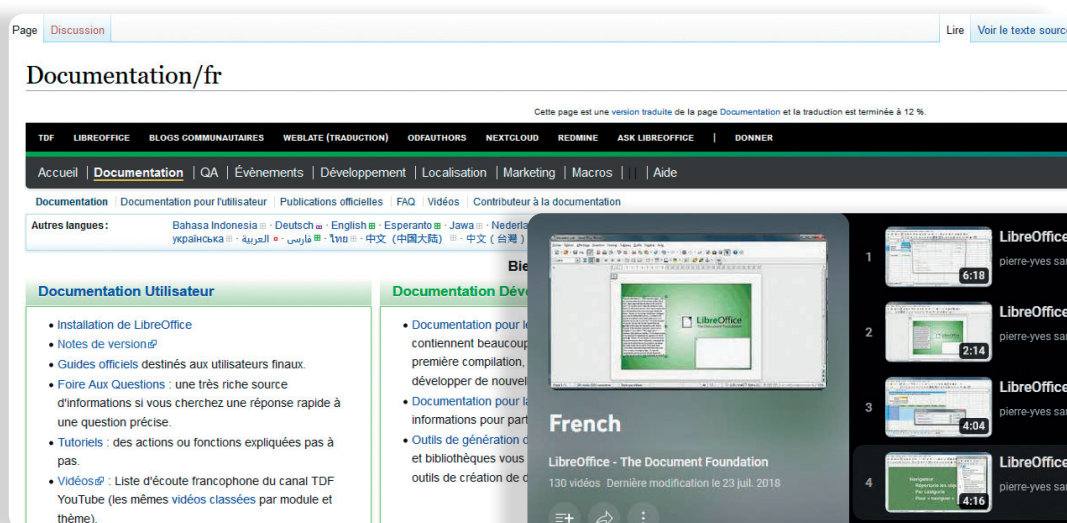 Page Discussion Lire Voir le texte source
Documentation/fr
Cette page est une version traduite de la page Documentation et la traduction est terminée à 12 %.
TDF LIBREOFFICE BLOGS COMMUNAUTAIRES WEBLATE (TRADUCTION) ODFAUTHORS NEXTCLOUD REDMINE ASK LIBREOFFICE | DONNER
Accueil | Documentation | QA | Évènements | Développement | Localisation | Marketing | Macros | | | Aide
Documentation Documentation pour l'utilisateur Publications officielles FAQ Vidéos Contributeur à la documentation
Autres langues : Bahasa Indonesia · Deutsch · English · Esperanto · Jawa · Nederla
українська · العربية · فارسی · ไทย · 中文（中国大陆） · 中文（台灣）
Bie
Documentation Utilisateur
• Installation de LibreOffice
• Notes de version
• Guides officiels destinés aux utilisateurs finaux.
• Foire Aux Questions : une très riche source
d'informations si vous cherchez une réponse rapide à
une question précise.
• Tutoriels : des actions ou fonctions expliquées pas à
pas.
• Vidéos : Liste d'écoute francophone du canal TDF
YouTube (les mêmes vidéos classées par module et
thème).
Documentation Déve
• Documentation pour le
contiennent beaucoup
première compilation,
développer de nouvel
• Documentation pour la
informations pour part
• Outils de génération d
et bibliothèques vous
outils de création de d
LibreOffice
The Document Foundation
French
LibreOffice - The Document Foundation
130 vidéos Dernière modification le 23 juil. 2018
1 6:18 LibreOffice
pierre-yves sar
2 2:14 LibreOffice
pierre-yves sar
3 4:04 LibreOffice
pierre-yves sar
4 Navigateur 4:16 LibreOffice
pierre-yves sar